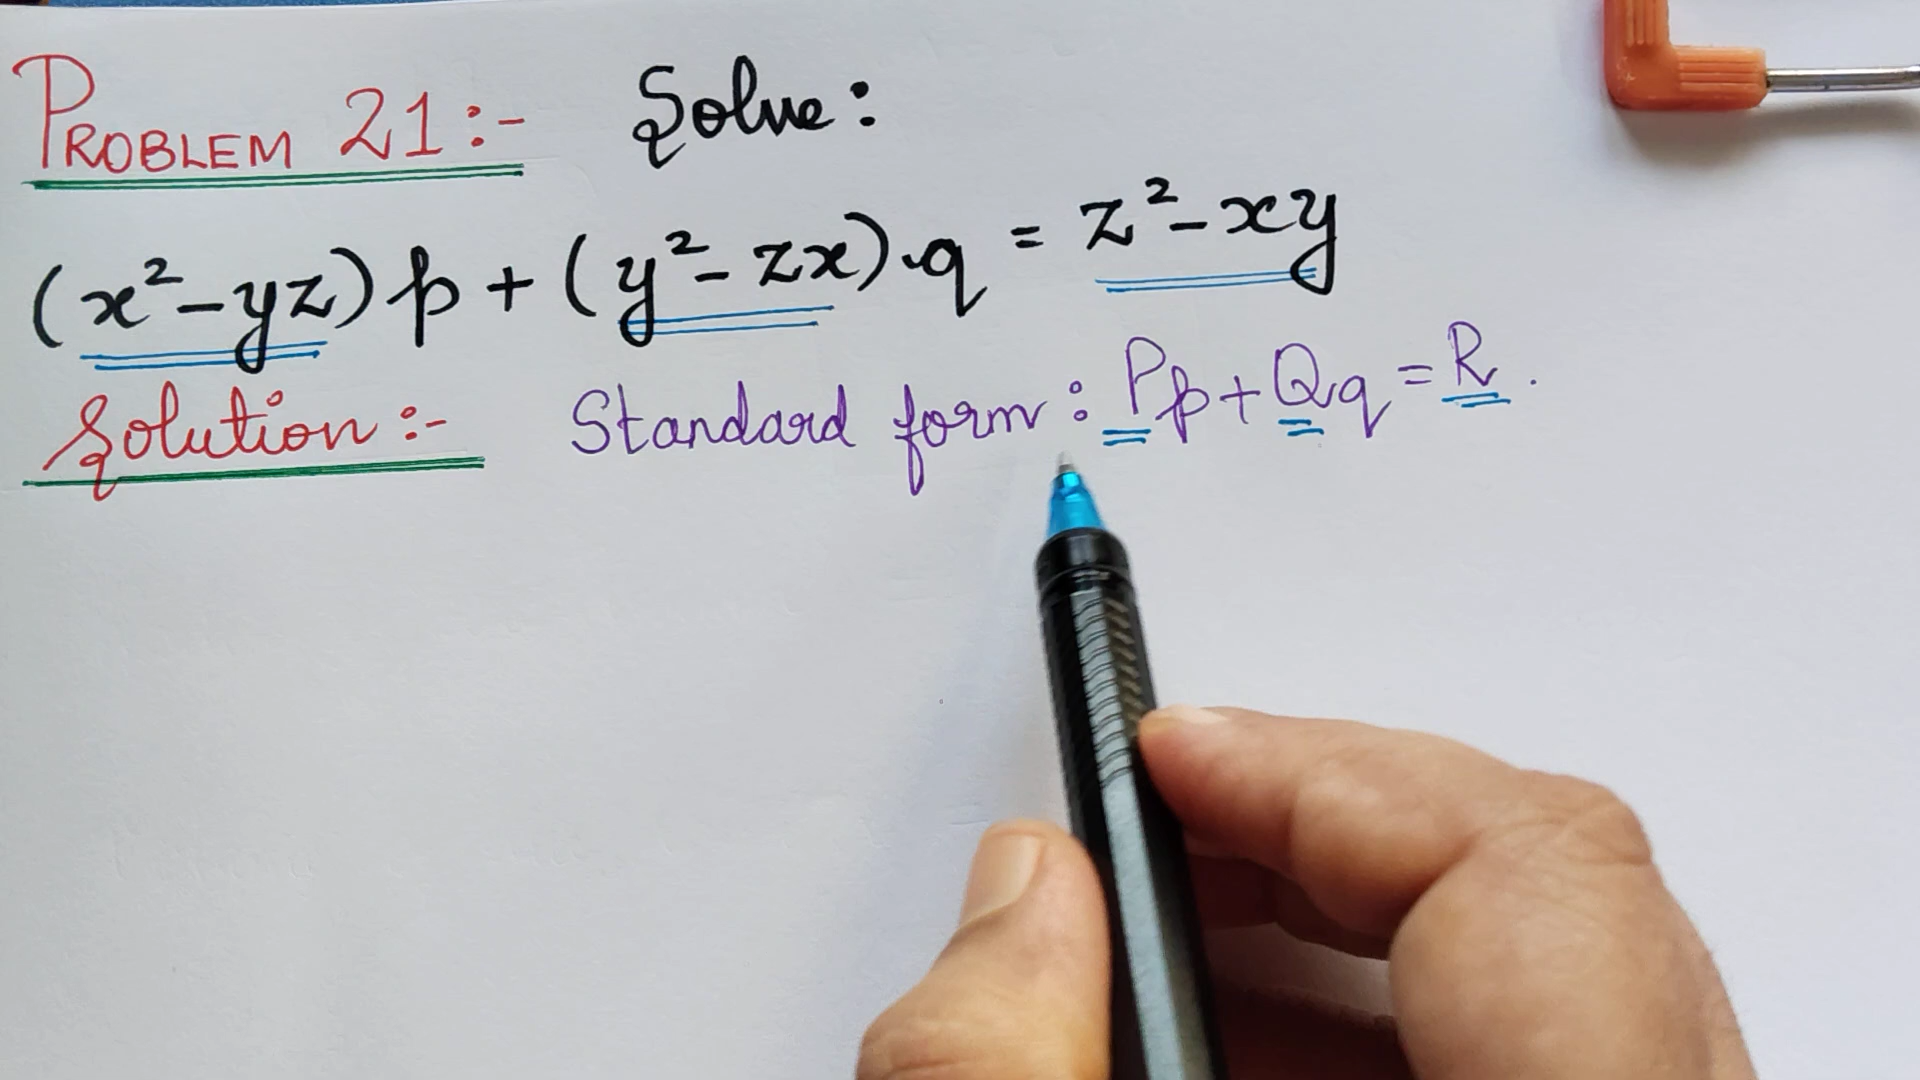 PROBLEM 21:- Solve:
(x²-yz)p+(y²-zx).q = z²-xy
Solution:- Standard form: Pp+Qq=R.